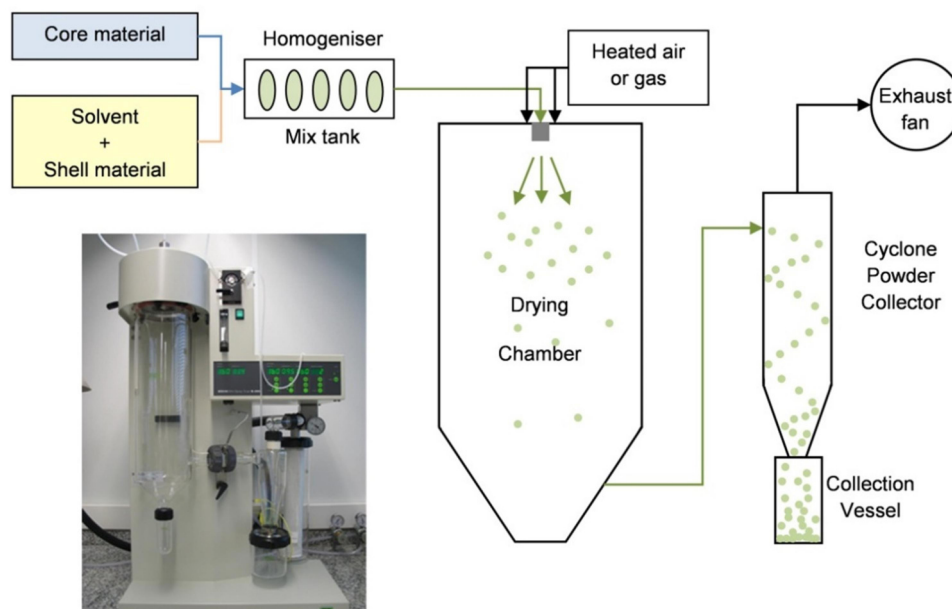 Core material
Solvent
+
Shell material
Homogeniser
Mix tank
Heated air
or gas
Exhaust
fan
Drying
Chamber
Cyclone
Powder
Collector
Collection
Vessel